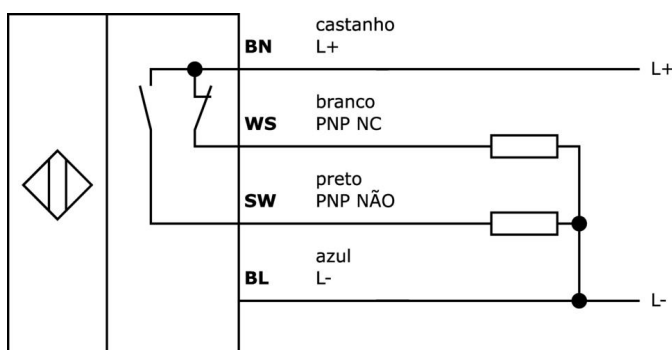 castanho
BN L+
L+
branco
WS PNP NC
preto
SW PNP NÃO
azul
BL L-
L-